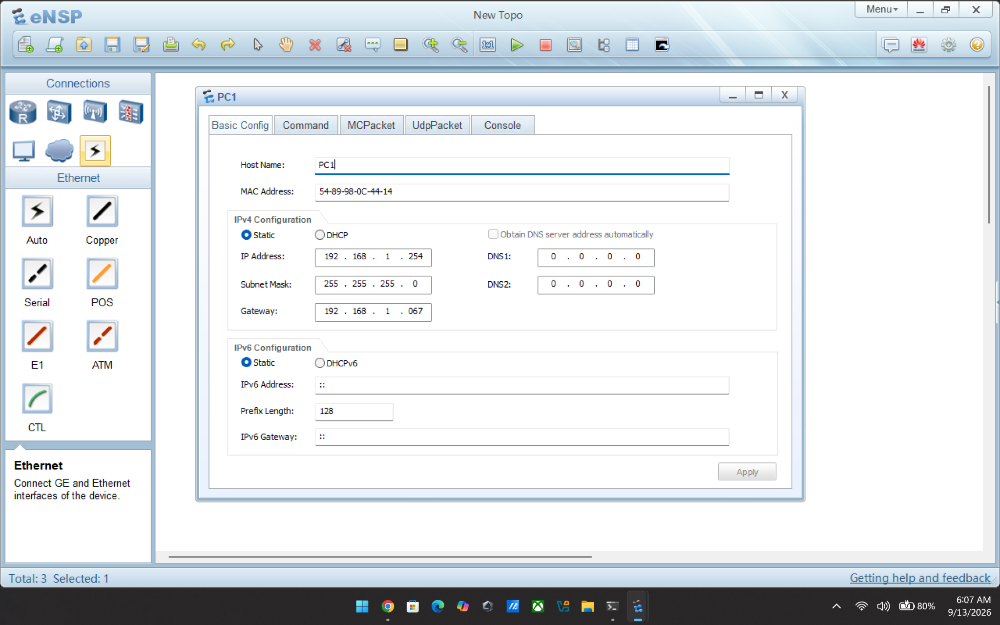 eNSP
New Topo
Menu
1:1
Connections
R
Ethernet
Auto
Copper
Serial
POS
E1
ATM
CTL
Ethernet
Connect GE and Ethernet
interfaces of the device.
PC1
X
Basic Config
Command
MCPacket
UdpPacket
Console
Host Name:
PC1
MAC Address:
54-89-98-0C-44-14
IPv4 Configuration
Static
DHCP
Obtain DNS server address automatically
IP Address:
192 . 168 . 1 . 254
DNS1:
0 . 0 . 0 . 0
Subnet Mask:
255 . 255 . 255 . 0
DNS2:
0 . 0 . 0 . 0
Gateway:
192 . 168 . 1 . 067
IPv6 Configuration
Static
DHCPv6
IPv6 Address:
::
Prefix Length:
128
IPv6 Gateway:
::
Apply
Total: 3 Selected: 1
Getting help and feedback
80%
6:07 AM
9/13/2026